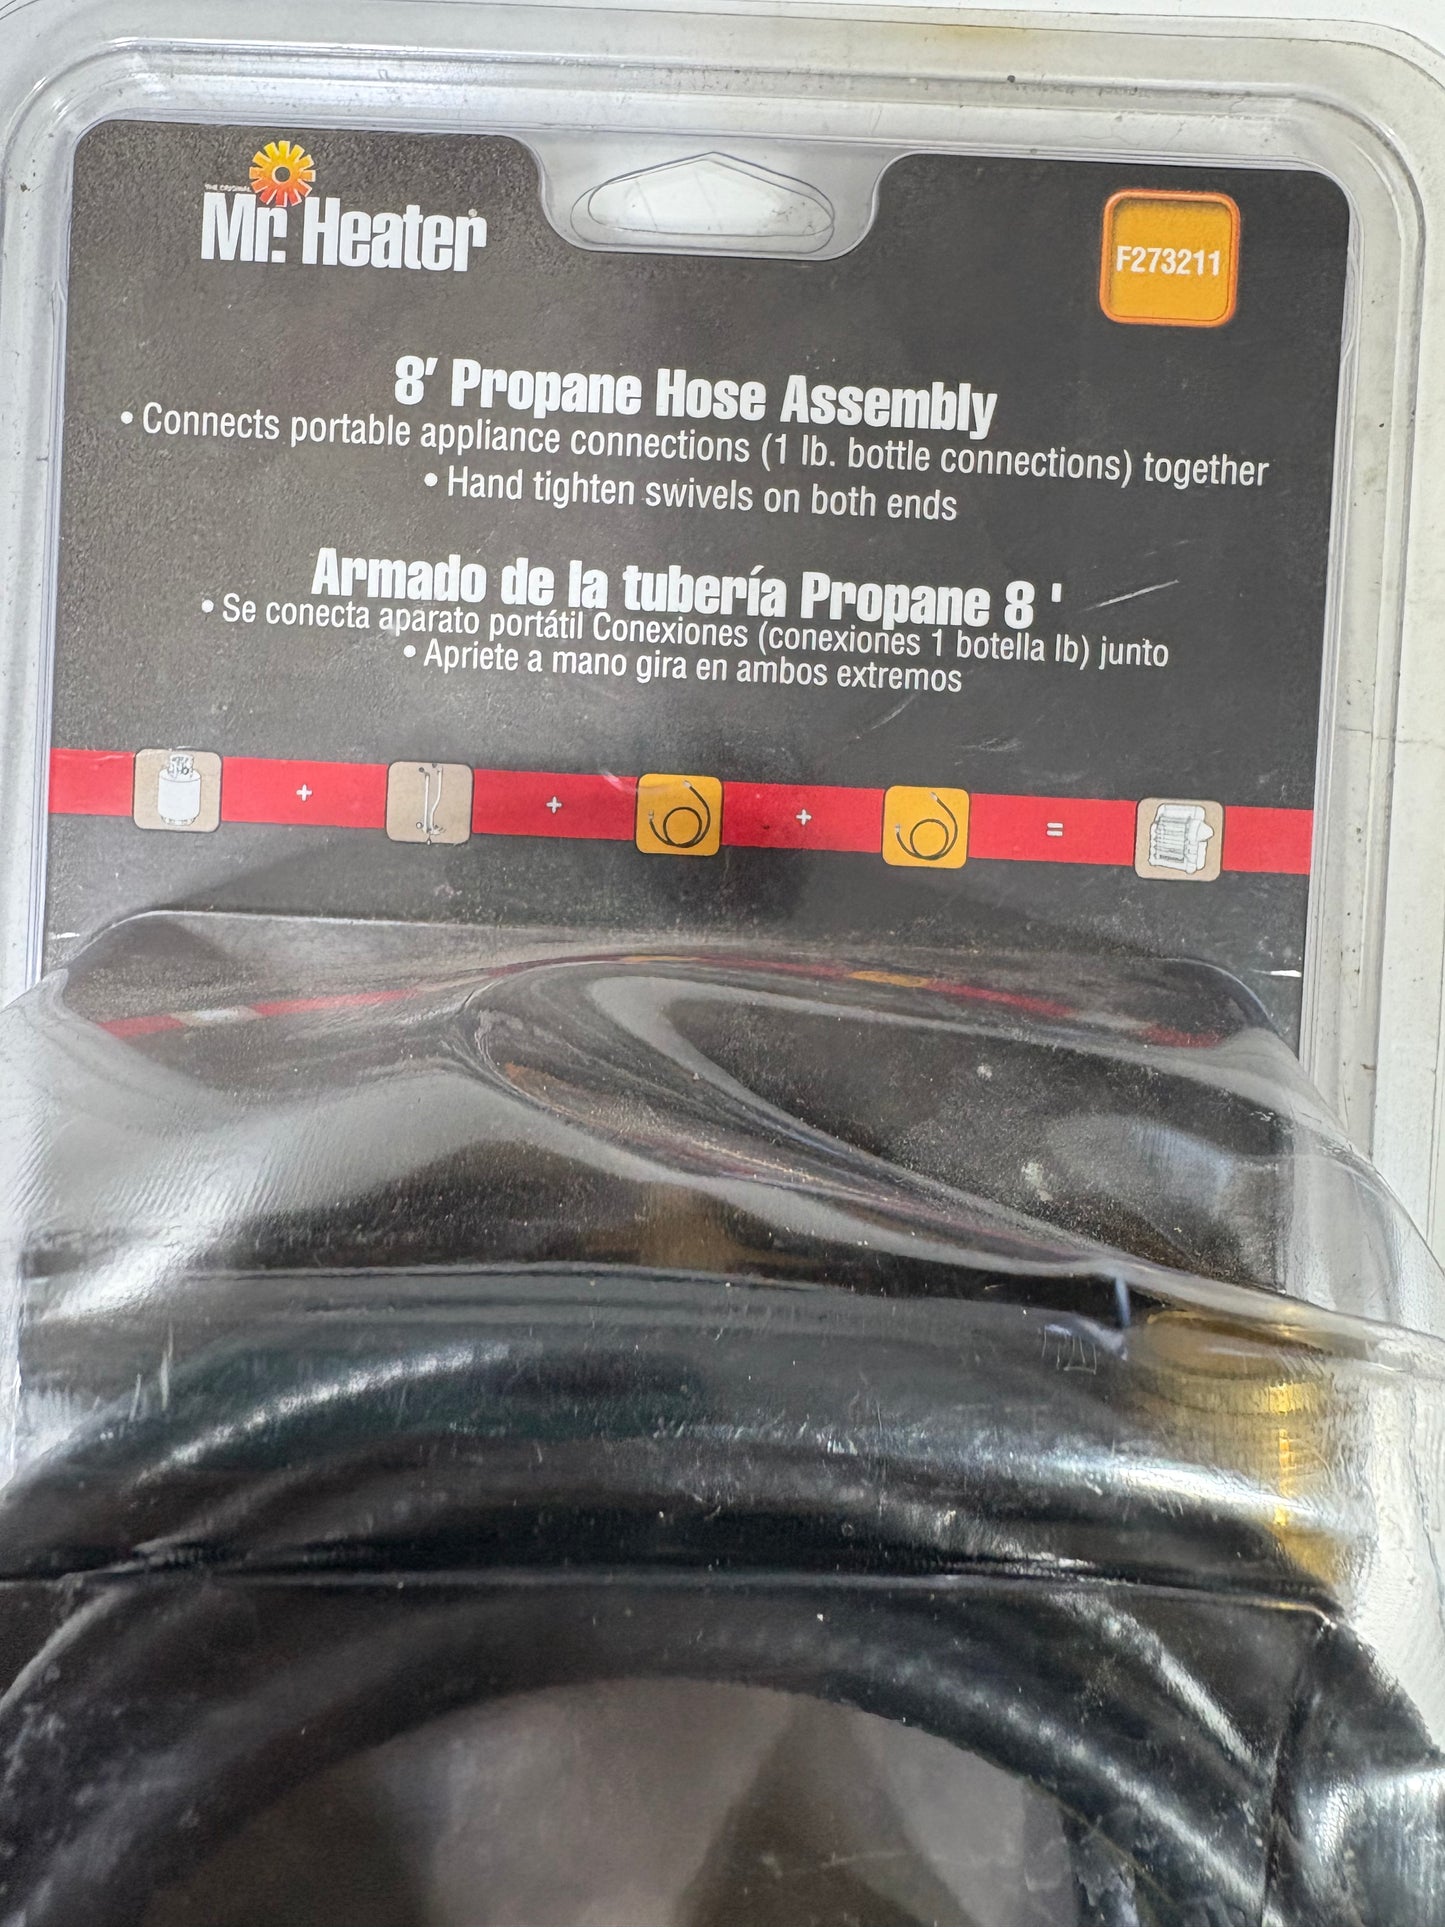 THE ORIGINAL
Mr. Heater
F273211
8' Propane Hose Assembly
• Connects portable appliance connections (1 lb. bottle connections) together
• Hand tighten swivels on both ends
Armado de la tubería Propane 8 '
• Se conecta aparato portátil Conexiones (conexiones 1 botella lb) junto
• Apriete a mano gira en ambos extremos
+ + + =